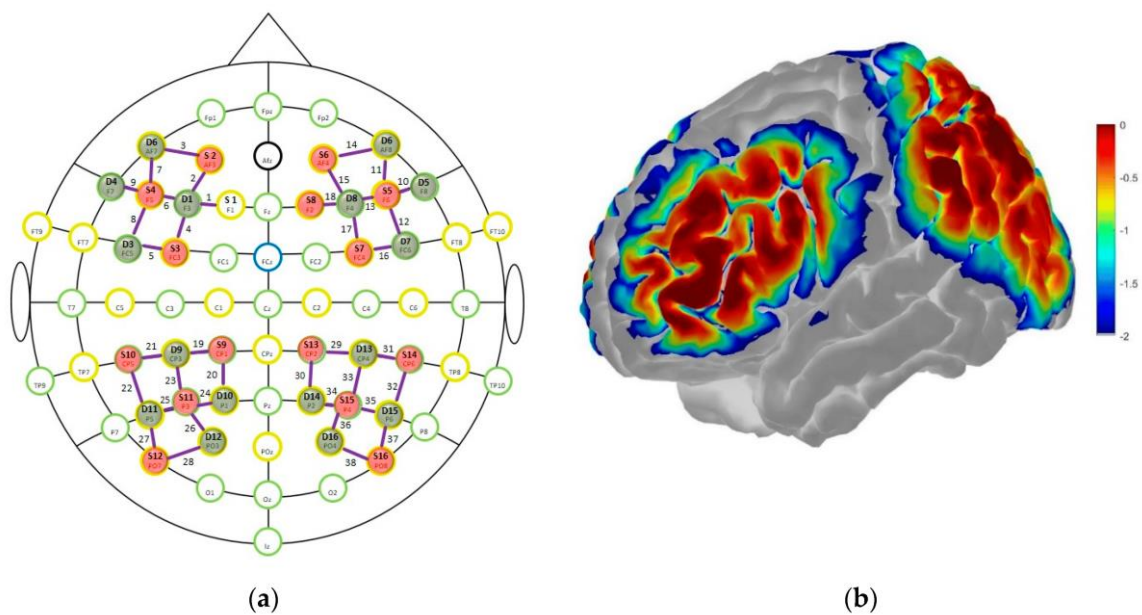 Fp1 Fpz Fp2
D6 3 S 2 AFz S6 14 D6
AF7 AF3 AF4 AF8
7 2 15 11
D4 9 S4 D1 1 S 1 S8 18 D8 S5 10 D5
F7 F5 6 F3 F1 Fz F2 F4 13 F6 F8
8 4 17 12
FT9 FT7 D3 5 S3 FC1 FCz FC2 S7 16 D7 FT8 FT10
FC5 FC3 FC4 FC6
T7 C5 C3 C1 Cz C2 C4 C6 T8
S10 21 D9 19 S9 S13 29 D13 31 S14
CP5 CP3 CP1 CPz CP2 CP4 CP6
TP9 TP7 22 23 20 30 33 32 TP8 TP10
D11 25 S11 24 D10 D14 34 S15 35 D15
P7 P5 P3 P1 Pz P2 P4 P6 P8
27 26 D12 36 D16 37
PO3 POz PO4
S12 28 38 S16
PO7 PO8
O1 Oz O2
Iz
0
-1
-2
(a) (b)